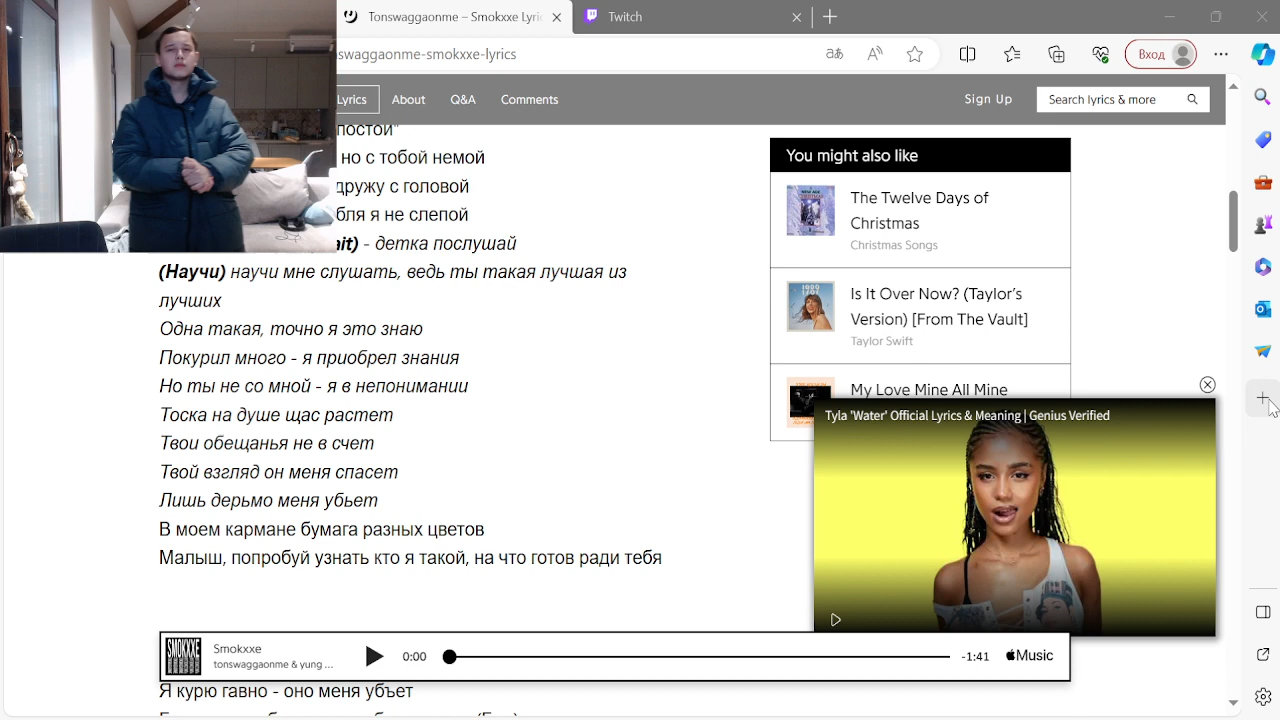 Tonswaggaonme – Smokxxe Lyric
Twitch
swaggaonme-smokxxe-lyrics
Вход
Lyrics
About
Q&A
Comments
Sign Up
Search lyrics & more
постой"
но с тобой немой
дружу с головой
бля я не слепой
ait) - детка послушай
(Научи) научи мне слушать, ведь ты такая лучшая из
лучших
Одна такая, точно я это знаю
Покурил много - я приобрел знания
Но ты не со мной - я в непонимании
Тоска на душе щас растет
Твои обещанья не в счет
Твой взгляд он меня спасет
Лишь дерьмо меня убьет
В моем кармане бумага разных цветов
Малыш, попробуй узнать кто я такой, на что готов ради тебя
You might also like
The Twelve Days of
Christmas
Christmas Songs
Is It Over Now? (Taylor’s
Version) [From The Vault]
Taylor Swift
My Love Mine All Mine
Tyla 'Water' Official Lyrics & Meaning | Genius Verified
SMOKXXE
Smokxxe
tonswaggaonme & yung ...
0:00
-1:41
Music
Я курю гавно - оно меня убъет